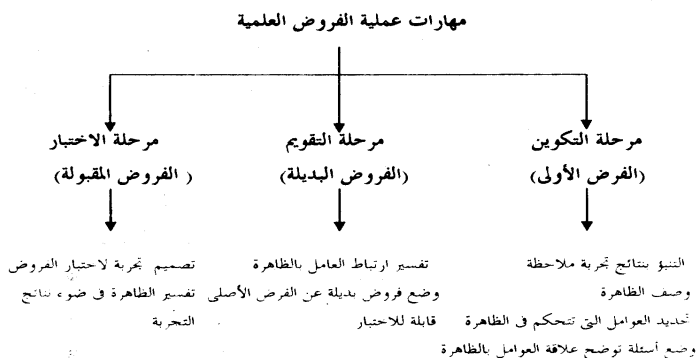 مهارات عملية الفروض العلمية
مرحلة التكوين
(الفرض الأولى)
التنبؤ بنتائج تجربة ملاحظة
وصف الظاهرة
تحديد العوامل التى تتحكم فى الظاهرة
وضع أسئلة توضح علاقة العوامل بالظاهرة
مرحلة التقويم
(الفروض البديلة)
تفسير ارتباط العامل بالظاهرة
وضع فروض بديلة عن الفرض الأصلى
قابلة للاختبار
مرحلة الاختبار
( الفروض المقبولة)
تصميم تجربة لاختبار الفروض
تفسير الظاهرة فى ضوء نتائج
التجربة